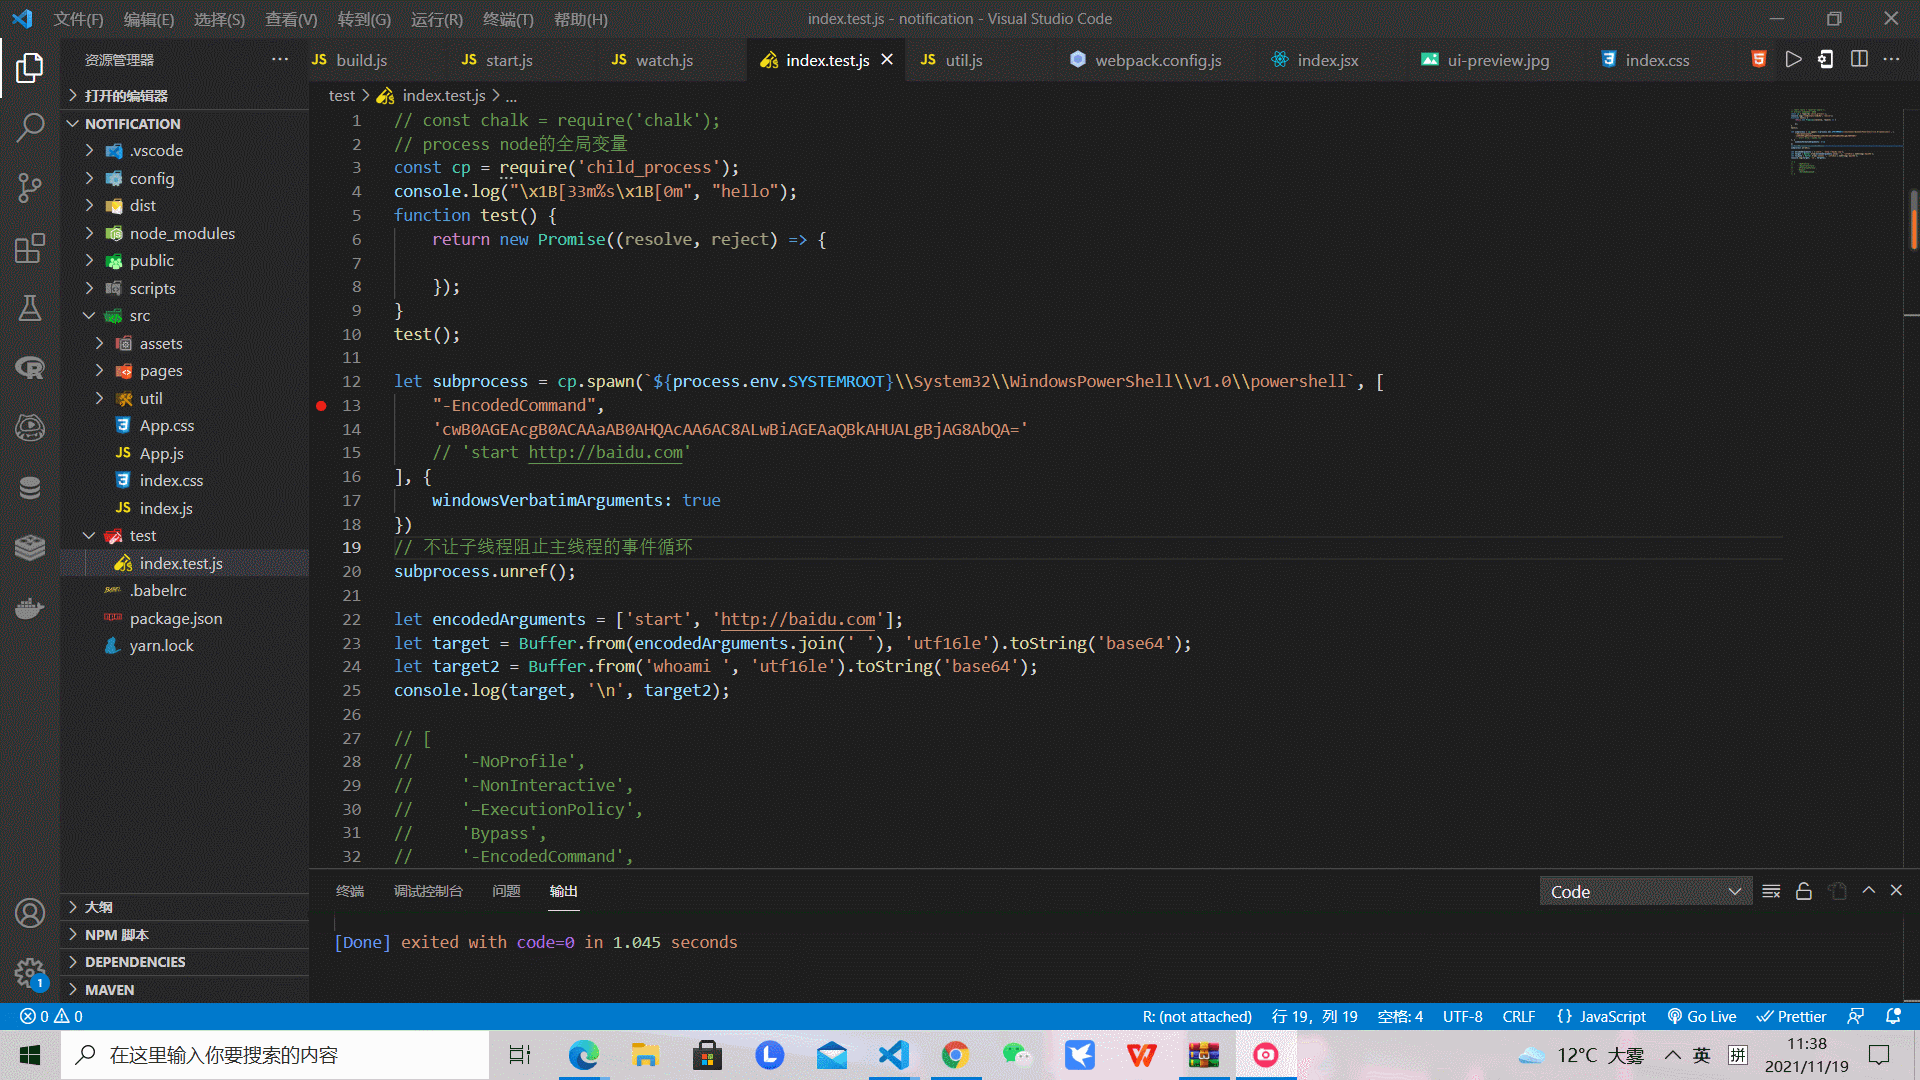 文件(F) 编辑(E) 选择(S) 查看(V) 转到(G) 运行(R) 终端(T) 帮助(H)
index.test.js - notification - Visual Studio Code
资源管理器
JS build.js
JS start.js
JS watch.js
index.test.js
JS util.js
webpack.config.js
index.jsx
ui-preview.jpg
index.css
打开的编辑器
NOTIFICATION
.vscode
config
dist
node_modules
public
scripts
src
assets
pages
util
App.css
JS App.js
index.css
JS index.js
test
index.test.js
.babelrc
package.json
yarn.lock
大纲
NPM 脚本
DEPENDENCIES
MAVEN
test > index.test.js > ...
1 // const chalk = require('chalk');
2 // process node的全局变量
3 const cp = require('child_process');
4 console.log("\x1B[33m%s\x1B[0m", "hello");
5 function test() {
6 return new Promise((resolve, reject) => {
7
8 });
9 }
10 test();
11
12 let subprocess = cp.spawn(`${process.env.SYSTEMROOT}\\System32\\WindowsPowerShell\\v1.0\\powershell`, [
13 "-EncodedCommand",
14 'cwB0AGEAcgB0ACAAaAB0AHQAcAA6AC8ALwBiAGEAaQBkAHUALgBjAG8AbQA='
15 // 'start http://baidu.com'
16 ], {
17 windowsVerbatimArguments: true
18 })
19 // 不让子线程阻止主线程的事件循环
20 subprocess.unref();
21
22 let encodedArguments = ['start', 'http://baidu.com'];
23 let target = Buffer.from(encodedArguments.join(' '), 'utf16le').toString('base64');
24 let target2 = Buffer.from('whoami ', 'utf16le').toString('base64');
25 console.log(target, '\n', target2);
26
27 // [
28 // '-NoProfile',
29 // '-NonInteractive',
30 // '–ExecutionPolicy',
31 // 'Bypass',
32 // '-EncodedCommand',
终端 调试控制台 问题 输出
Code
[Done] exited with code=0 in 1.045 seconds
1
0 0
R: (not attached) 行 19，列 19 空格: 4 UTF-8 CRLF {} JavaScript Go Live Prettier
在这里输入你要搜索的内容
12°C 大雾
英
拼
11:38
2021/11/19